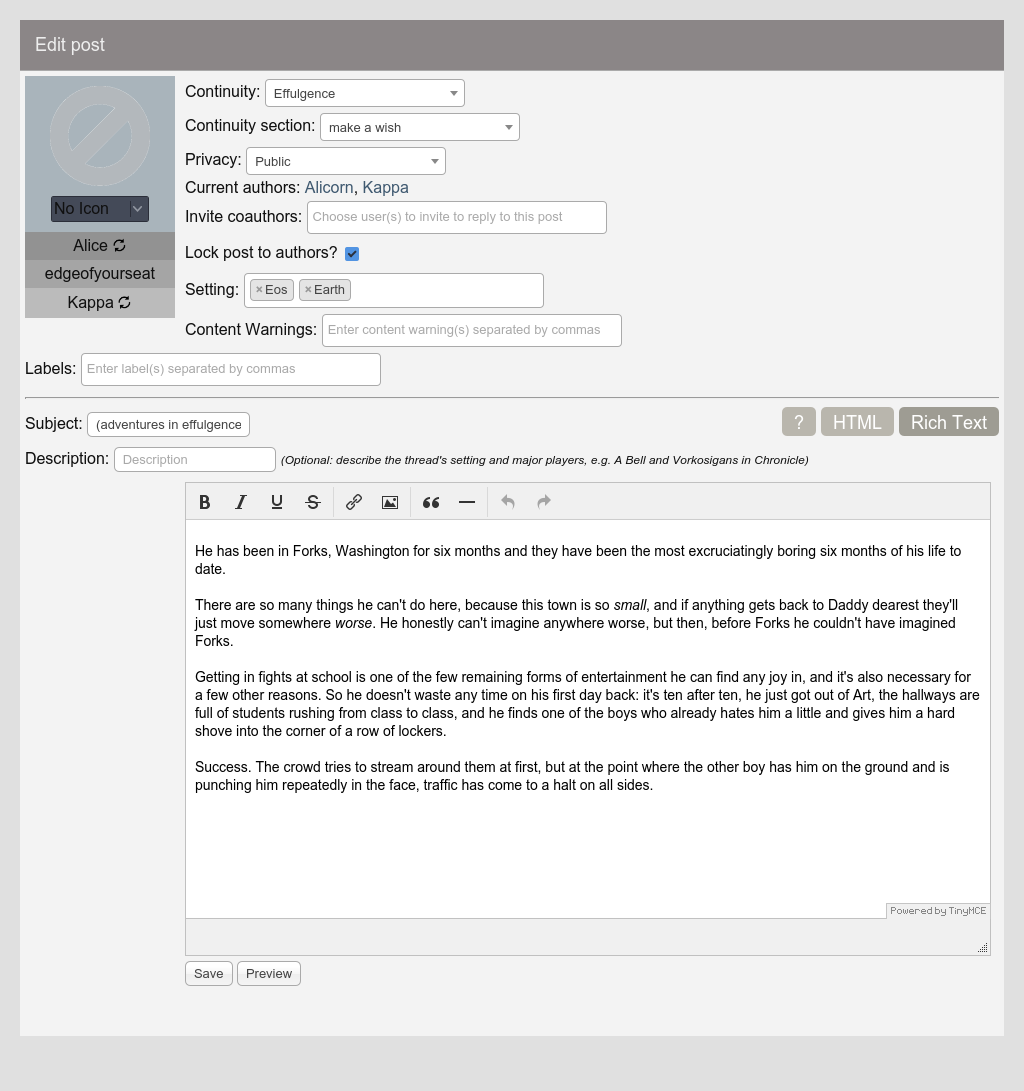 Edit post
Continuity: Effulgence
Continuity section: make a wish
Privacy: Public
Current authors: Alicorn, Kappa
No Icon
Invite coauthors: Choose user(s) to invite to reply to this post
Alice
Lock post to authors?
edgeofyourseat
Setting: ×Eos ×Earth
Kappa
Content Warnings: Enter content warning(s) separated by commas
Labels: Enter label(s) separated by commas
Subject: (adventures in effulgence
? HTML Rich Text
Description: Description (Optional: describe the thread's setting and major players, e.g. A Bell and Vorkosigans in Chronicle)
B I U S
He has been in Forks, Washington for six months and they have been the most excruciatingly boring six months of his life to
date.
There are so many things he can't do here, because this town is so small, and if anything gets back to Daddy dearest they'll
just move somewhere worse. He honestly can't imagine anywhere worse, but then, before Forks he couldn't have imagined
Forks.
Getting in fights at school is one of the few remaining forms of entertainment he can find any joy in, and it's also necessary for
a few other reasons. So he doesn't waste any time on his first day back: it's ten after ten, he just got out of Art, the hallways are
full of students rushing from class to class, and he finds one of the boys who already hates him a little and gives him a hard
shove into the corner of a row of lockers.
Success. The crowd tries to stream around them at first, but at the point where the other boy has him on the ground and is
punching him repeatedly in the face, traffic has come to a halt on all sides.
Powered by TinyMCE
Save Preview